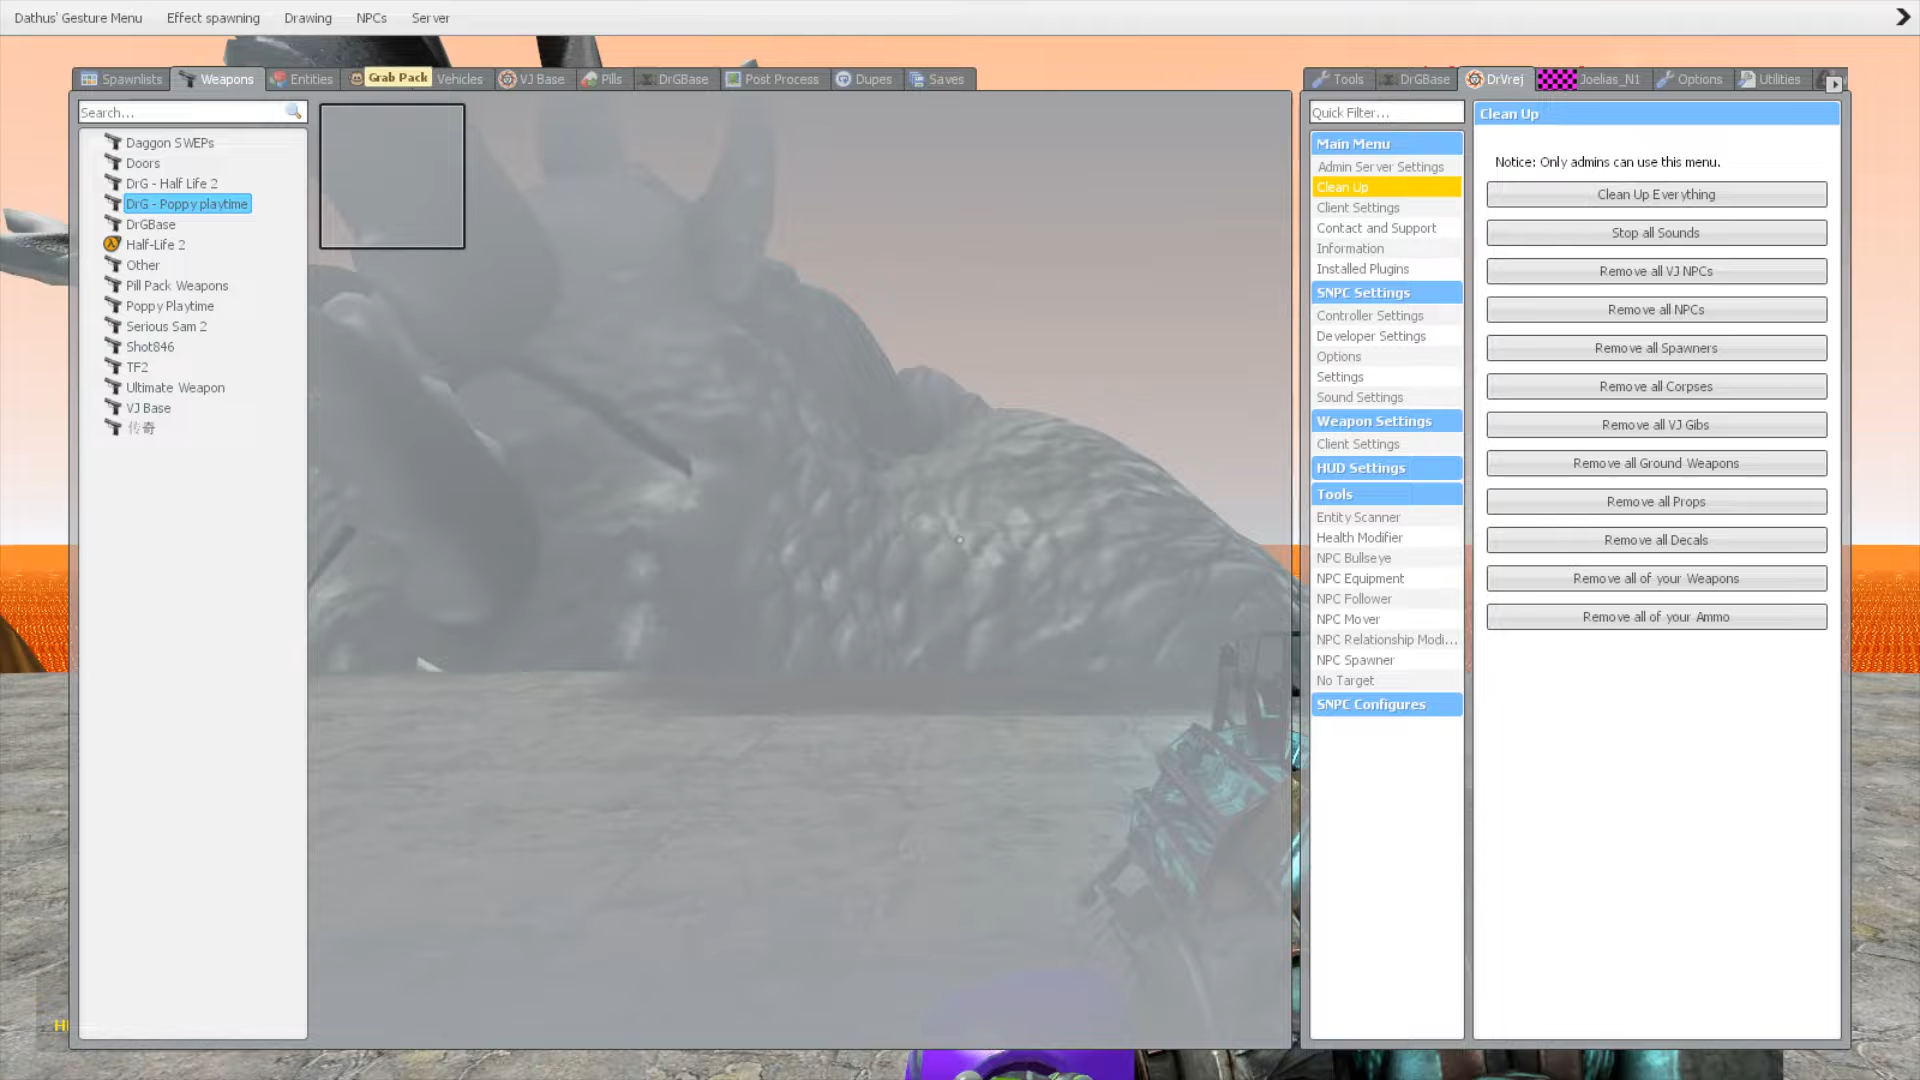 Dathus' Gesture Menu Effect spawning Drawing NPCs Server
Spawnlists Weapons Entities Grab Pack Vehicles VJ Base Pills DrGBase Post Process Dupes Saves
Search...
Daggon SWEPs
Doors
DrG - Half Life 2
DrG - Poppy playtime
DrGBase
Half-Life 2
Other
Pill Pack Weapons
Poppy Playtime
Serious Sam 2
Shot846
TF2
Ultimate Weapon
VJ Base
传奇
Tools DrGBase DrVrej Joelias_N1 Options Utilities
Quick Filter...
Main Menu
Admin Server Settings
Clean Up
Client Settings
Contact and Support
Information
Installed Plugins
SNPC Settings
Controller Settings
Developer Settings
Options
Settings
Sound Settings
Weapon Settings
Client Settings
HUD Settings
Tools
Entity Scanner
Health Modifier
NPC Bullseye
NPC Equipment
NPC Follower
NPC Mover
NPC Relationship Modi...
NPC Spawner
No Target
SNPC Configures
Clean Up
Notice: Only admins can use this menu.
Clean Up Everything
Stop all Sounds
Remove all VJ NPCs
Remove all NPCs
Remove all Spawners
Remove all Corpses
Remove all VJ Gibs
Remove all Ground Weapons
Remove all Props
Remove all Decals
Remove all of your Weapons
Remove all of your Ammo